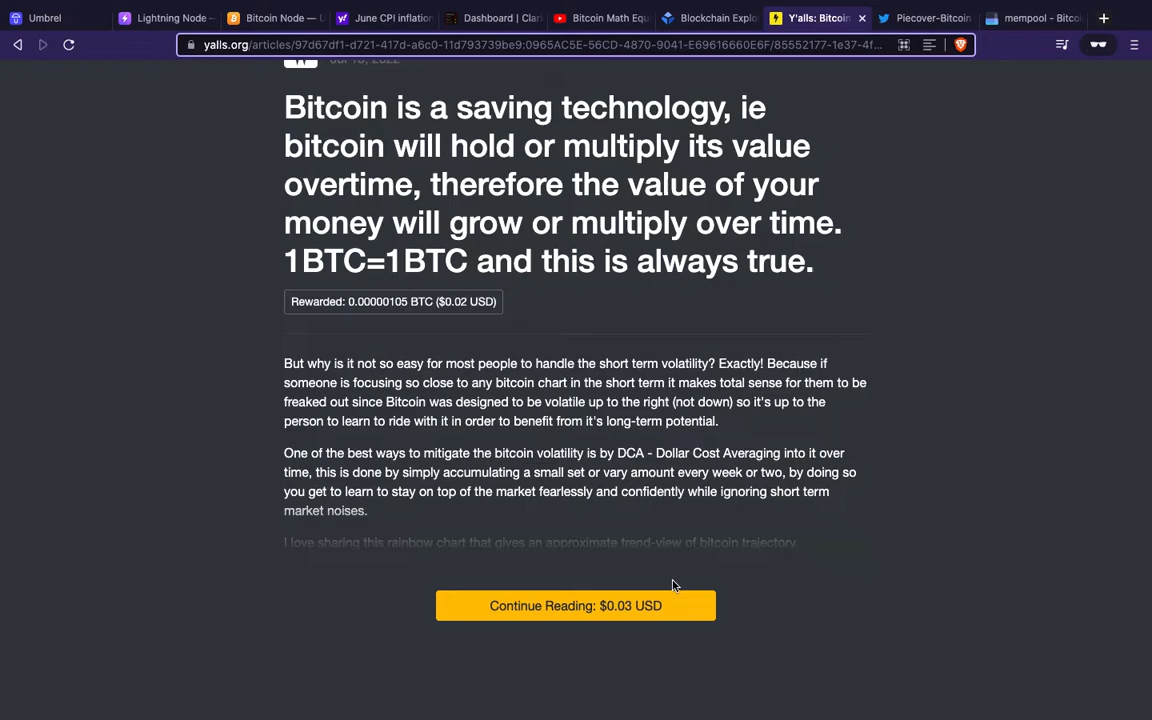 Umbrel
Lightning Node —
Bitcoin Node — L
June CPI inflation
Dashboard | Clar
Bitcoin Math Equ
Blockchain Explo
Y'alls: Bitcoin
Piecover-Bitcoin
mempool - Bitco
yalls.org/articles/97d67df1-d721-417d-a6c0-11d793739be9:0965AC5E-56CD-4870-9041-E69616660E6F/85552177-1e37-4f...
Bitcoin is a saving technology, ie
bitcoin will hold or multiply its value
overtime, therefore the value of your
money will grow or multiply over time.
1BTC=1BTC and this is always true.
Rewarded: 0.00000105 BTC ($0.02 USD)
But why is it not so easy for most people to handle the short term volatility? Exactly! Because if
someone is focusing so close to any bitcoin chart in the short term it makes total sense for them to be
freaked out since Bitcoin was designed to be volatile up to the right (not down) so it's up to the
person to learn to ride with it in order to benefit from it's long-term potential.
One of the best ways to mitigate the bitcoin volatility is by DCA - Dollar Cost Averaging into it over
time, this is done by simply accumulating a small set or vary amount every week or two, by doing so
you get to learn to stay on top of the market fearlessly and confidently while ignoring short term
market noises.
I love sharing this rainbow chart that gives an approximate trend-view of bitcoin trajectory.
Continue Reading: $0.03 USD